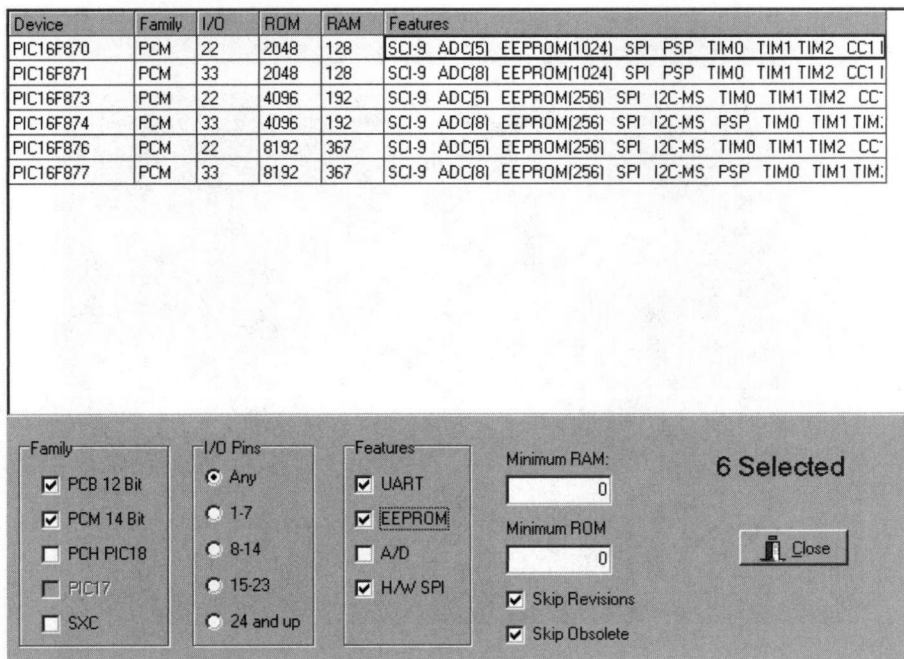 Device Family I/O ROM RAM Features
PIC16F870 PCM 22 2048 128 SCI-9 ADC(5) EEPROM(1024) SPI PSP TIM0 TIM1 TIM2 CC1
PIC16F871 PCM 33 2048 128 SCI-9 ADC(8) EEPROM(1024) SPI PSP TIM0 TIM1 TIM2 CC1
PIC16F873 PCM 22 4096 192 SCI-9 ADC(5) EEPROM(256) SPI I2C-MS TIM0 TIM1 TIM2
PIC16F874 PCM 33 4096 192 SCI-9 ADC(8) EEPROM(256) SPI I2C-MS PSP TIM0 TIM1
PIC16F876 PCM 22 8192 367 SCI-9 ADC(5) EEPROM(256) SPI I2C-MS TIM0 TIM1 TIM2
PIC16F877 PCM 33 8192 367 SCI-9 ADC(8) EEPROM(256) SPI I2C-MS PSP TIM0 TIM1
Family
PCB 12 Bit
PCM 14 Bit
PCH PIC18
PIC17
SXC
I/O Pins
Any
1-7
8-14
15-23
24 and up
Features
UART
EEPROM
A/D
H/W SPI
Minimum RAM:
0
Minimum ROM
0
Skip Revisions
Skip Obsolete
6 Selected
Close